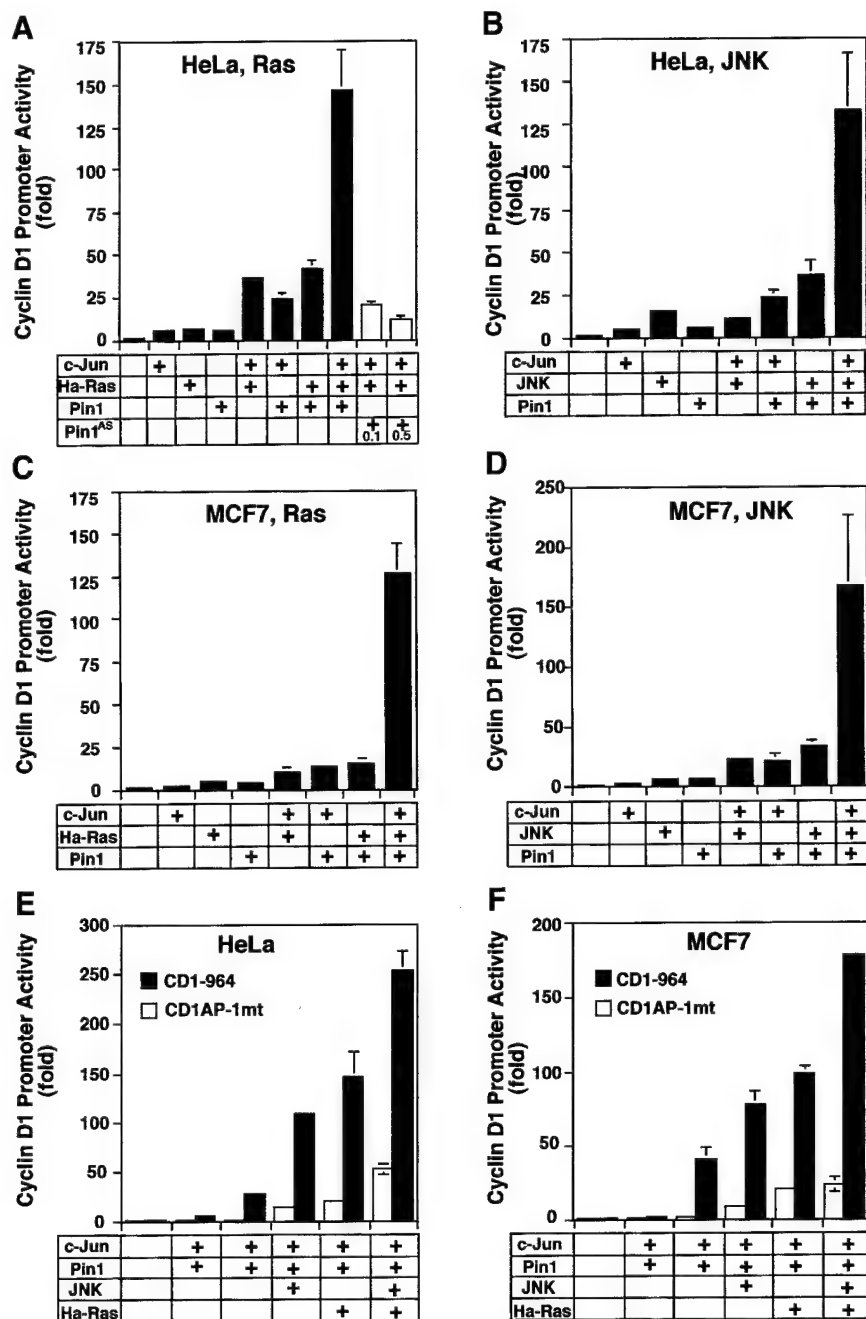 A
Cyclin D1 Promoter Activity
(fold)
175
150
125
100
75
50
25
0
HeLa, Ras
c-Jun + + + + + +
Ha-Ras + + + + + +
Pin1 + + + +
Pin1AS + +
0.1 0.5
B
Cyclin D1 Promoter Activity
(fold)
175
150
125
100
75
50
25
0
HeLa, JNK
c-Jun + + + +
JNK + + + +
Pin1 + + + +
C
Cyclin D1 Promoter Activity
(fold)
175
150
125
100
75
50
25
0
MCF7, Ras
c-Jun + + + +
Ha-Ras + + + +
Pin1 + + + +
D
Cyclin D1 Promoter Activity
(fold)
250
200
150
100
50
0
MCF7, JNK
c-Jun + + + +
JNK + + + +
Pin1 + + + +
E
Cyclin D1 Promoter Activity
(fold)
300
250
200
150
100
50
0
HeLa
CD1-964
CD1AP-1mt
c-Jun + + + + +
Pin1 + + + + +
JNK + +
Ha-Ras + +
F
Cyclin D1 Promoter Activity
(fold)
200
150
100
50
0
MCF7
CD1-964
CD1AP-1mt
c-Jun + + + + +
Pin1 + + + + +
JNK + +
Ha-Ras + +